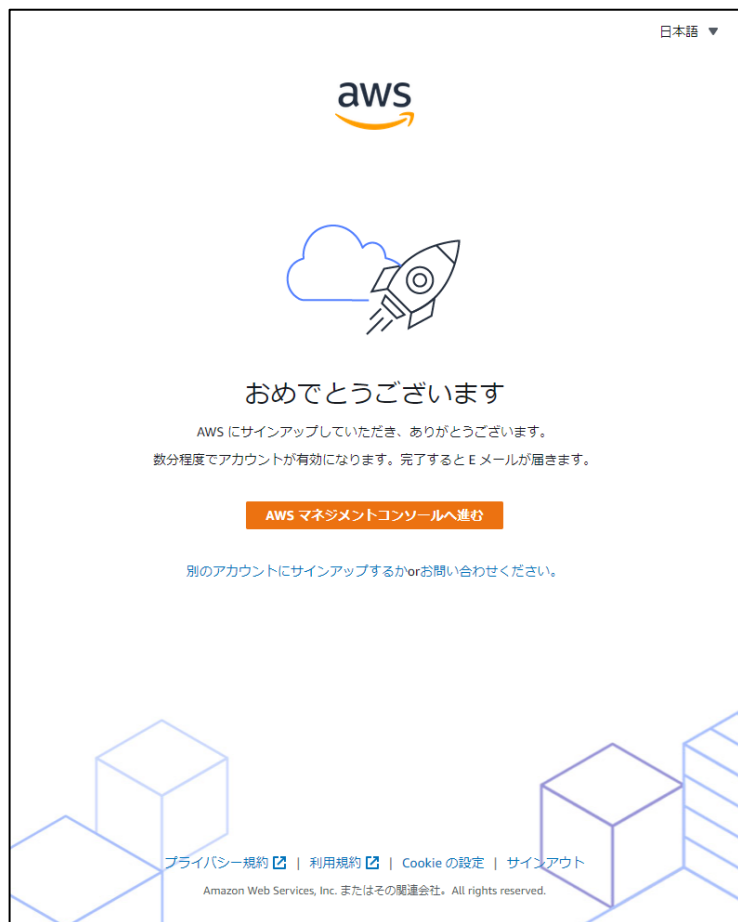 日本語 ▼
aws
おめでとうございます
AWS にサインアップしていただき、ありがとうございます。
数分程度でアカウントが有効になります。完了すると E メールが届きます。
AWS マネジメントコンソールへ進む
別のアカウントにサインアップするかorお問い合わせください。
プライバシー規約 | 利用規約 | Cookie の設定 | サインアウト
Amazon Web Services, Inc. またはその関連会社。All rights reserved.